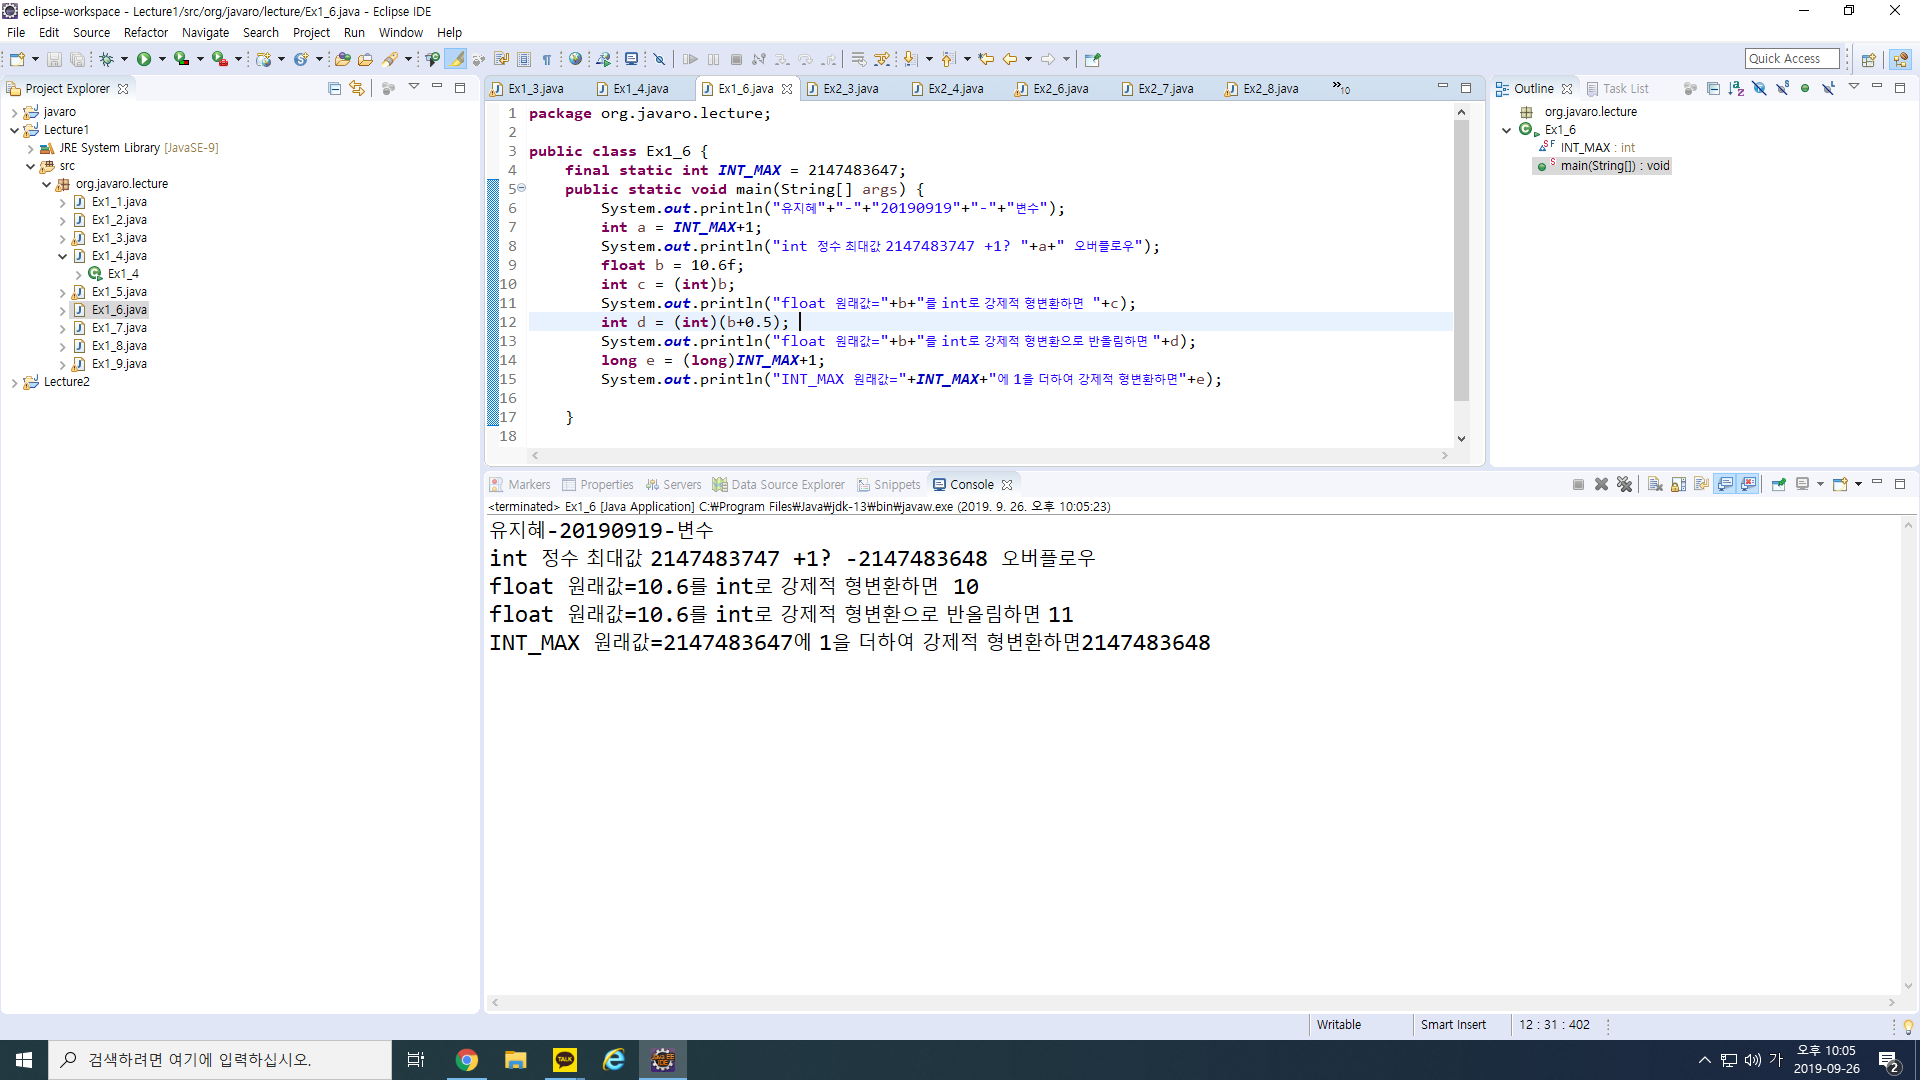 eclipse-workspace - Lecture1/src/org/javaro/lecture/Ex1_6.java - Eclipse IDE
File Edit Source Refactor Navigate Search Project Run Window Help
Quick Access
Project Explorer
javaro
Lecture1
JRE System Library [JavaSE-9]
src
org.javaro.lecture
Ex1_1.java
Ex1_2.java
Ex1_3.java
Ex1_4.java
Ex1_4
Ex1_5.java
Ex1_6.java
Ex1_7.java
Ex1_8.java
Ex1_9.java
Lecture2
Ex1_3.java Ex1_4.java Ex1_6.java Ex2_3.java Ex2_4.java Ex2_6.java Ex2_7.java Ex2_8.java »10
1 package org.javaro.lecture;
2
3 public class Ex1_6 {
4 final static int INT_MAX = 2147483647;
5 public static void main(String[] args) {
6 System.out.println("유지혜"+"-"+"20190919"+"-"+"변수");
7 int a = INT_MAX+1;
8 System.out.println("int 정수 최대값 2147483747 +1? "+a+" 오버플로우");
9 float b = 10.6f;
10 int c = (int)b;
11 System.out.println("float 원래값="+b+"를 int로 강제적 형변환하면 "+c);
12 int d = (int)(b+0.5);
13 System.out.println("float 원래값="+b+"를 int로 강제적 형변환으로 반올림하면 "+d);
14 long e = (long)INT_MAX+1;
15 System.out.println("INT_MAX 원래값="+INT_MAX+"에 1을 더하여 강제적 형변환하면"+e);
16
17 }
18
Outline Task List
org.javaro.lecture
Ex1_6
INT_MAX : int
main(String[]) : void
Markers Properties Servers Data Source Explorer Snippets Console
<terminated> Ex1_6 [Java Application] C:₩Program Files₩Java₩jdk-13₩bin₩javaw.exe (2019. 9. 26. 오후 10:05:23)
유지혜-20190919-변수
int 정수 최대값 2147483747 +1? -2147483648 오버플로우
float 원래값=10.6를 int로 강제적 형변환하면 10
float 원래값=10.6를 int로 강제적 형변환으로 반올림하면 11
INT_MAX 원래값=2147483647에 1을 더하여 강제적 형변환하면2147483648
Writable Smart Insert 12 : 31 : 402
검색하려면 여기에 입력하십시오.
TALK
가
오후 10:05
2019-09-26
2